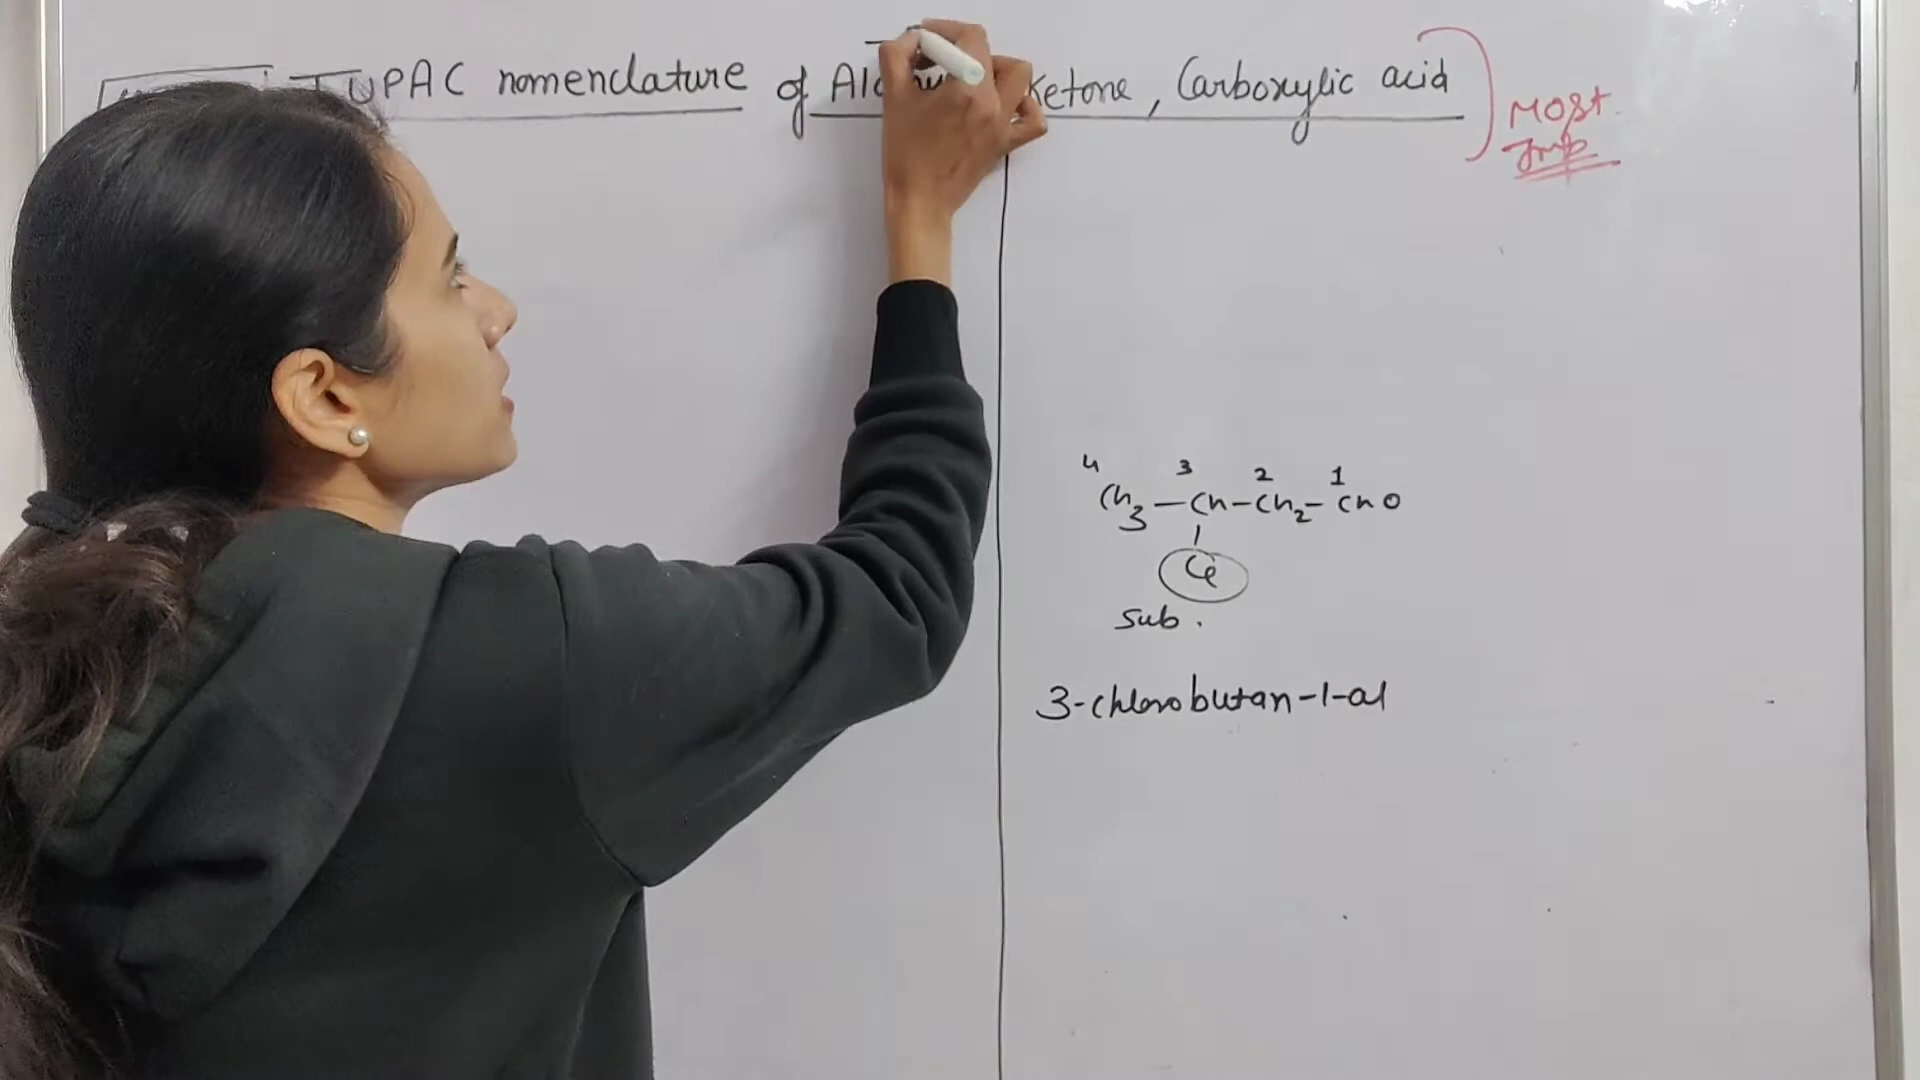 IUPAC nomenclature of ketone, Carboxylic acid
Most
Imp
4 3 2 1
CH3-CH-CH2-CHO
Cl
Sub.
3-chlorobutan-1-al